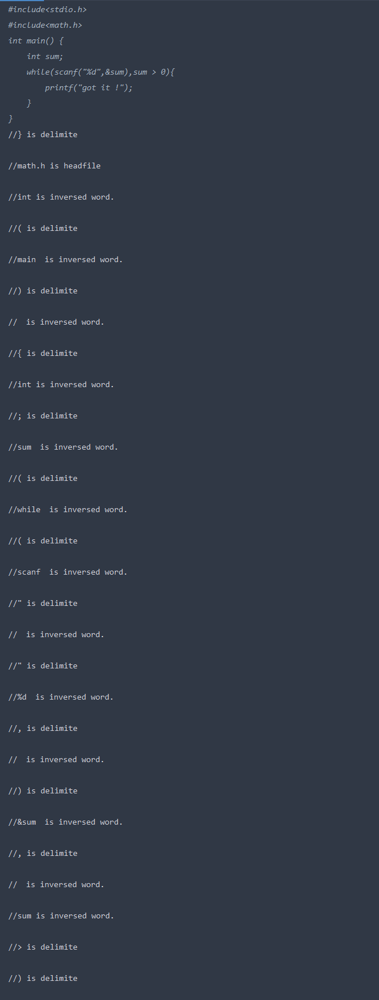 #include<stdio.h>
#include<math.h>
int main() {
    int sum;
    while(scanf("%d",&sum),sum > 0){
        printf("got it !");
    }
}
//} is delimite
//math.h is headfile
//int is inversed word.
//( is delimite
//main  is inversed word.
//) is delimite
//  is inversed word.
//{ is delimite
//int is inversed word.
//; is delimite
//sum  is inversed word.
//( is delimite
//while  is inversed word.
//( is delimite
//scanf  is inversed word.
//" is delimite
//  is inversed word.
//" is delimite
//%d  is inversed word.
//, is delimite
//  is inversed word.
//) is delimite
//&sum  is inversed word.
//, is delimite
//  is inversed word.
//sum is inversed word.
//> is delimite
//) is delimite